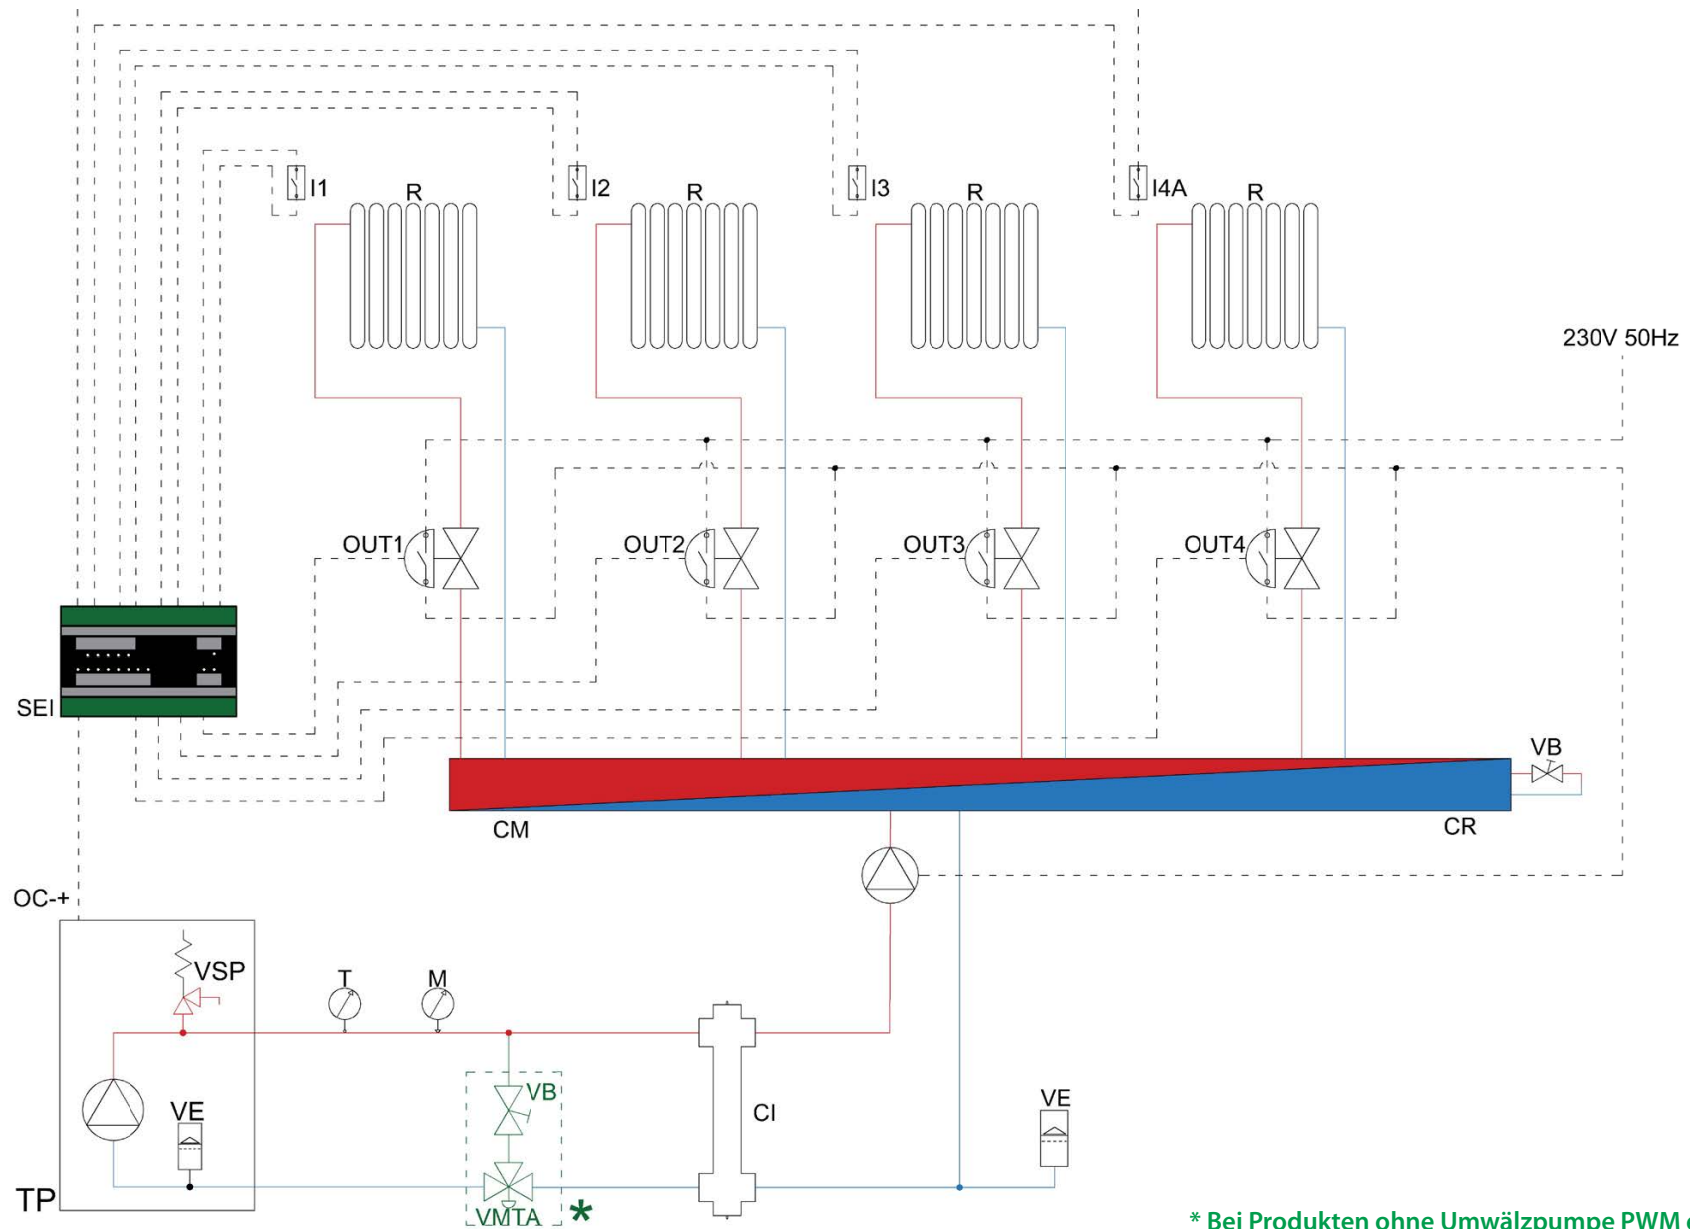 I1
R
I2
R
I3
R
I4A
R
230V 50Hz
OUT1
OUT2
OUT3
OUT4
SEI
VB
CM
CR
OC-+
VSP
T
M
VB
CI
VE
VE
TP
VMTA
*
* Bei Produkten ohne Umwälzpumpe PWM